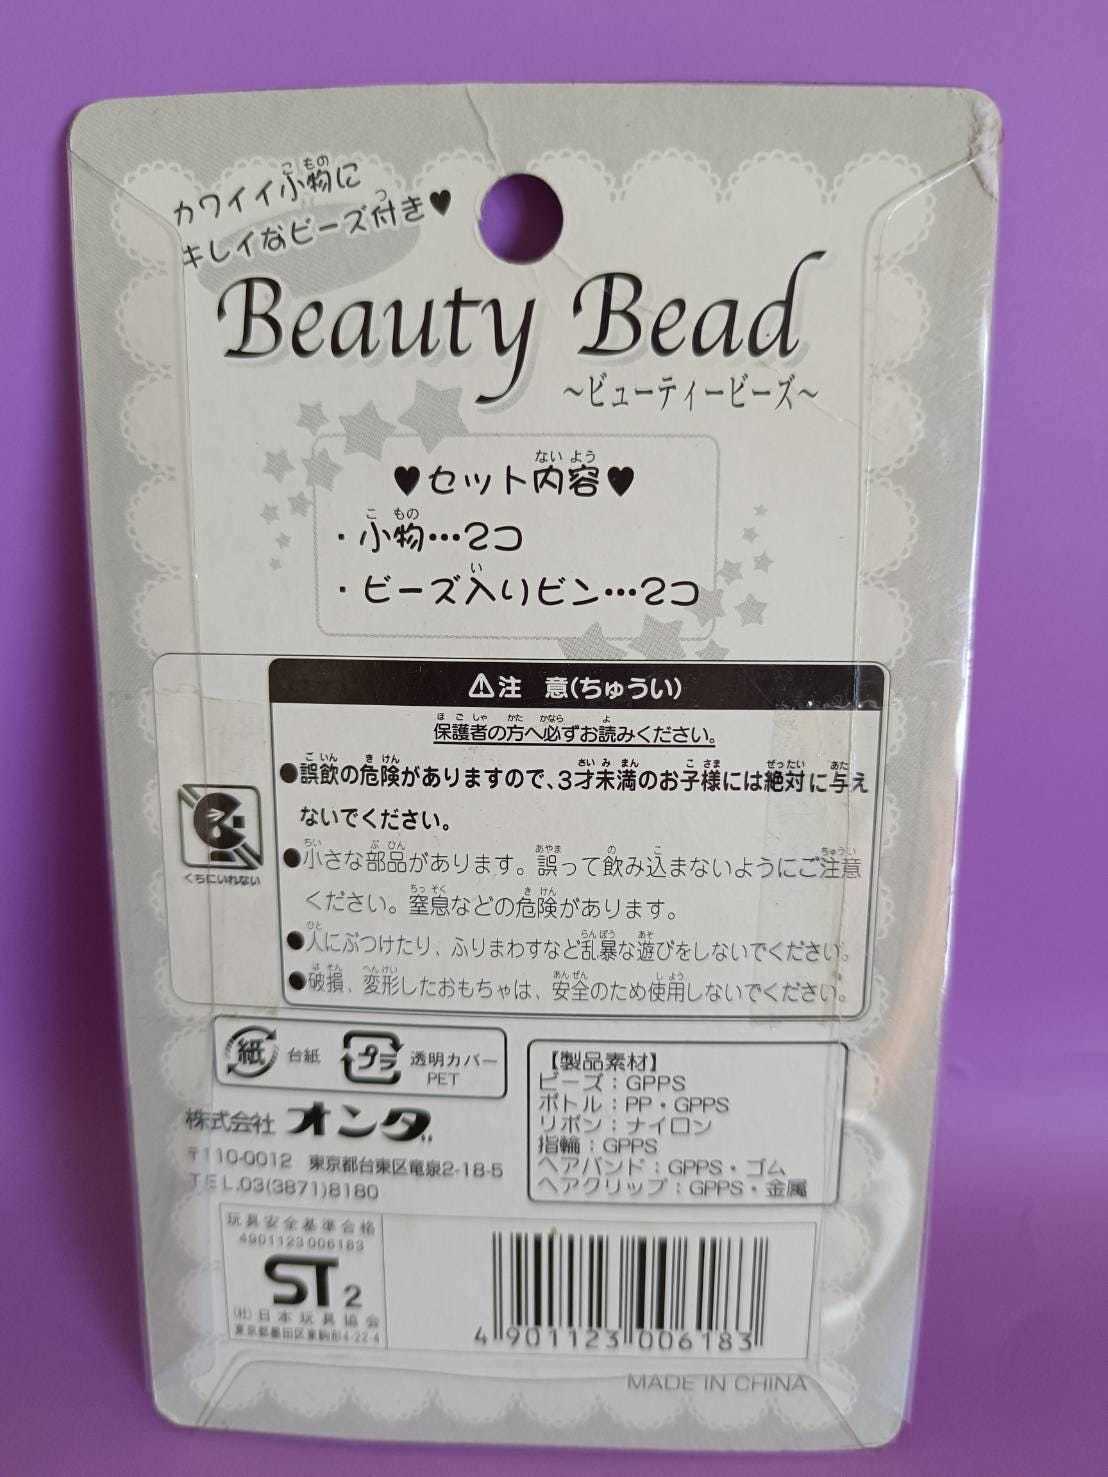 カワイイ小物に
キレイなビーズ付き♥
Beauty Bead
～ビューティービーズ～
♥セット内容♥
・小物…2コ
・ビーズ入りビン…2コ
⚠注 意(ちゅうい)
保護者の方へ必ずお読みください。
●誤飲の危険がありますので、3才未満のお子様には絶対に与え
ないでください。
●小さな部品があります。誤って飲み込まないようにご注意
ください。窒息などの危険があります。
●人にぶつけたり、ふりまわすなど乱暴な遊びをしないでください。
●破損、変形したおもちゃは、安全のため使用しないでください。
くちにいれない
紙 台紙
プラ 透明カバー
PET
株式会社 オンダ
〒110-0012 東京都台東区竜泉2-18-5
TEL.03(3871)8180
【製品素材】
ビーズ：GPPS
ボトル：PP・GPPS
リボン：ナイロン
指輪：GPPS
ヘアバンド：GPPS・ゴム
ヘアクリップ：GPPS・金属
玩具安全基準合格
4901123006183
ST 2
(社)日本玩具協会
東京都墨田区東駒形4-22-4
4 901123 006183
MADE IN CHINA